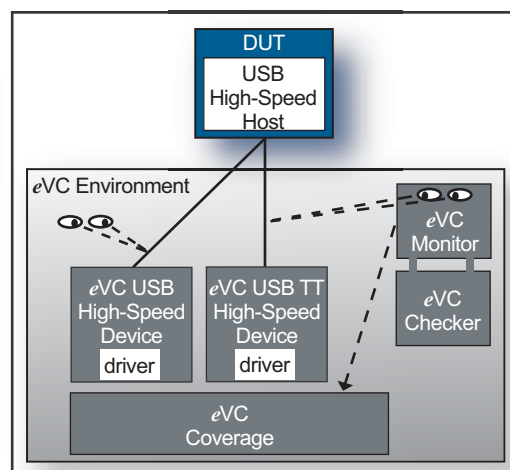 DUT
USB
High-Speed
Host
eVC Environment
eVC
Monitor
eVC USB
High-Speed
Device
driver
eVC USB TT
High-Speed
Device
driver
eVC
Checker
eVC
Coverage